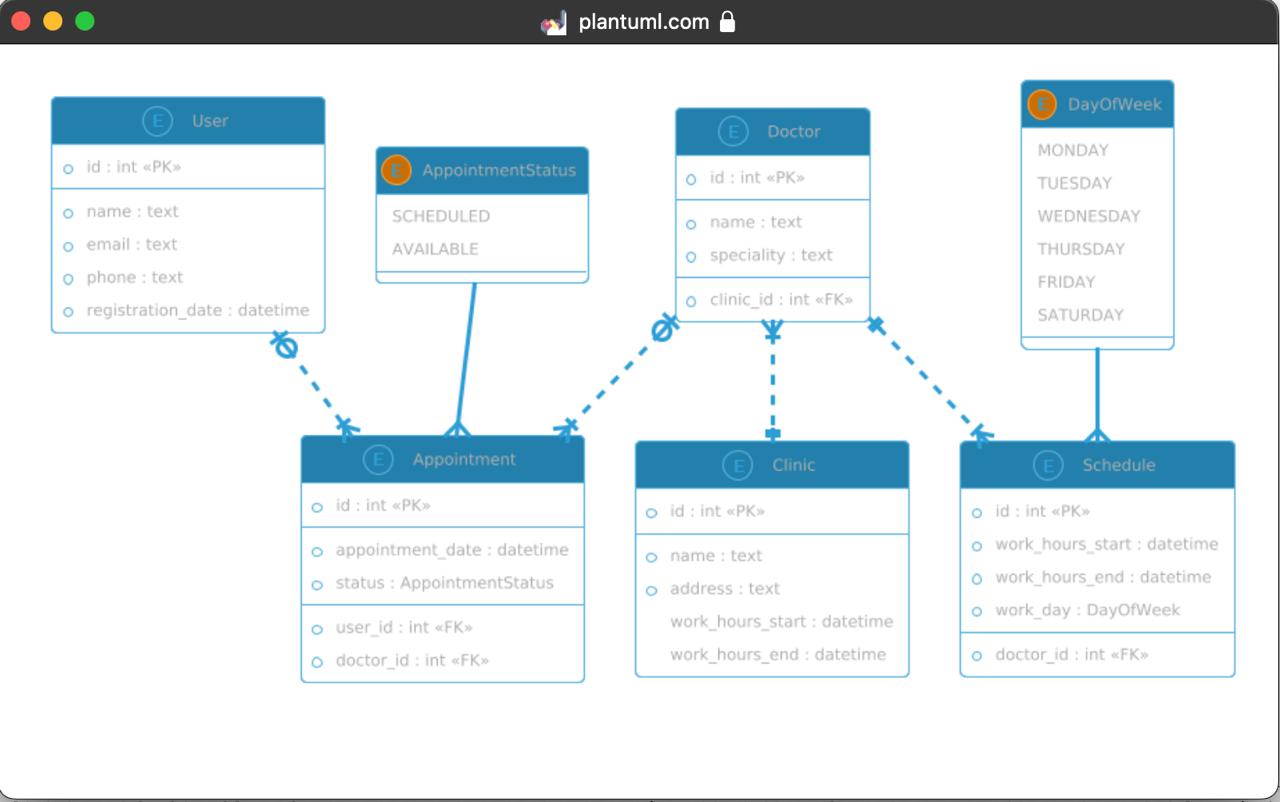 plantuml.com
E User
id : int «PK»
name : text
email : text
phone : text
registration_date : datetime
E AppointmentStatus
SCHEDULED
AVAILABLE
E Doctor
id : int «PK»
name : text
speciality : text
clinic_id : int «FK»
E DayOfWeek
MONDAY
TUESDAY
WEDNESDAY
THURSDAY
FRIDAY
SATURDAY
E Appointment
id : int «PK»
appointment_date : datetime
status : AppointmentStatus
user_id : int «FK»
doctor_id : int «FK»
E Clinic
id : int «PK»
name : text
address : text
work_hours_start : datetime
work_hours_end : datetime
E Schedule
id : int «PK»
work_hours_start : datetime
work_hours_end : datetime
work_day : DayOfWeek
doctor_id : int «FK»